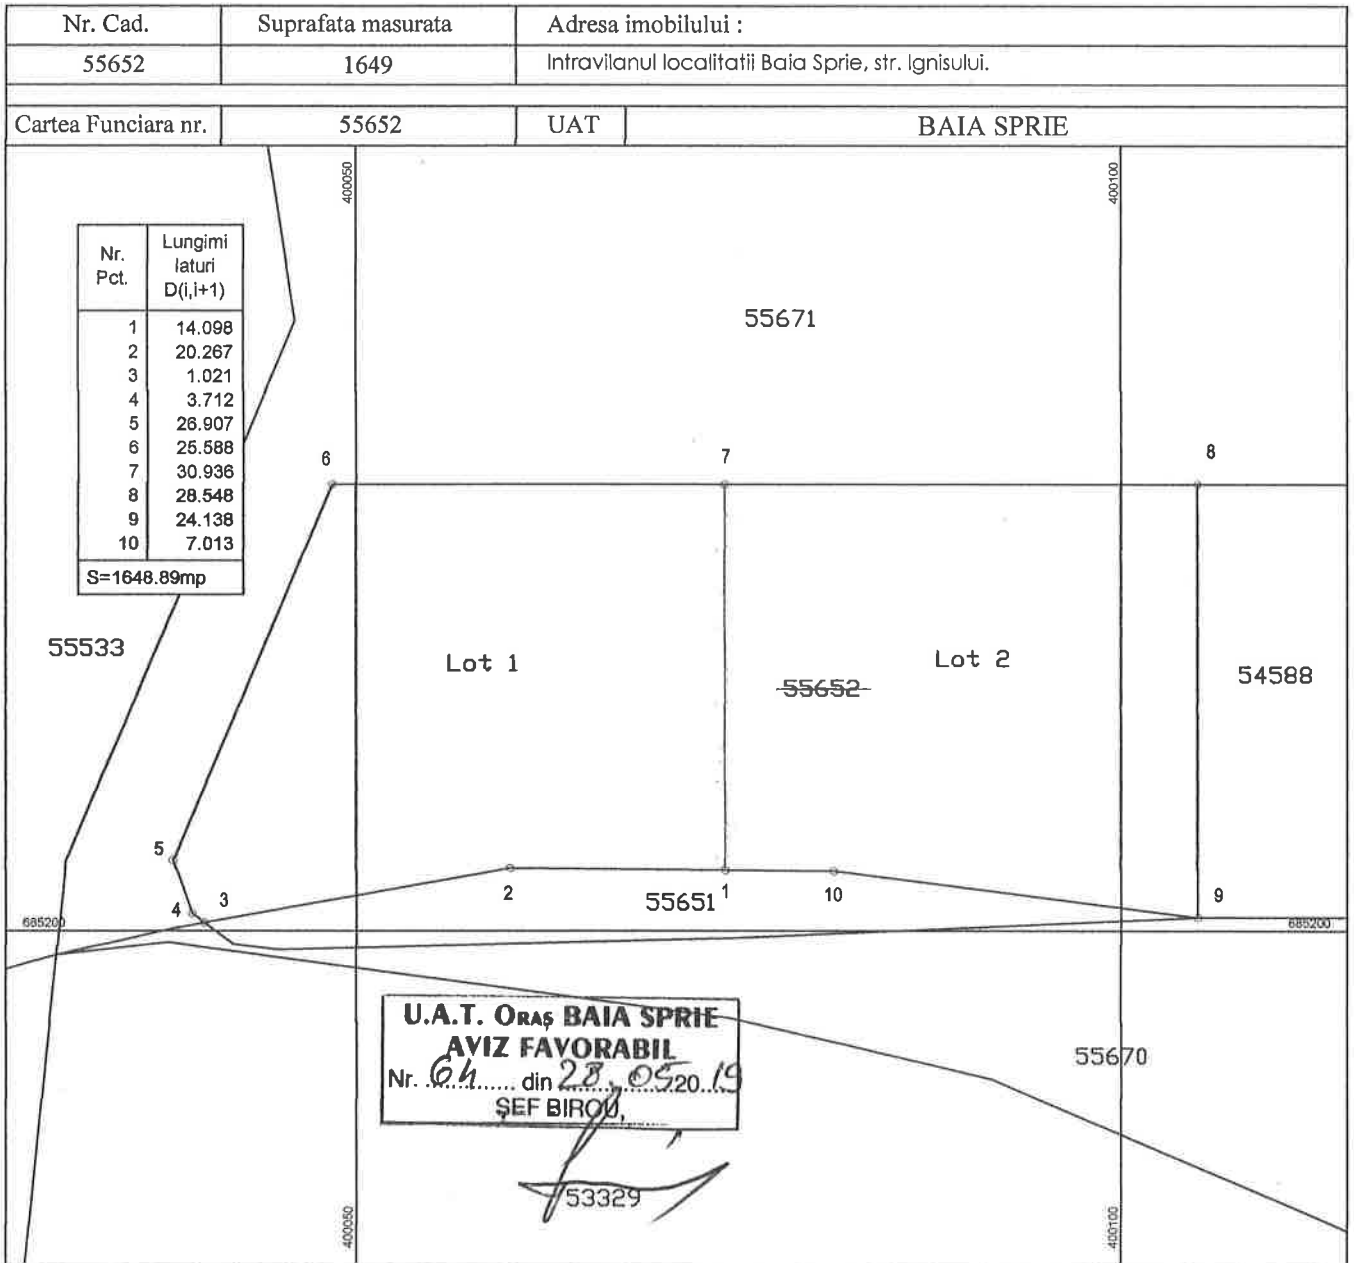 Nr. Cad. Suprafata masurata Adresa imobilului :
55652 1649 Intravilanul localitatii Baia Sprie, str. Ignisului.
Cartea Funciara nr. 55652 UAT BAIA SPRIE
400050 400100
Nr. Pct. Lungimi laturi D(i,i+1)
1 14.098
2 20.267
3 1.021
4 3.712
5 26.907
6 25.588
7 30.936
8 28.548
9 24.138
10 7.013
S=1648.89mp
55671
6 7 8
55533
Lot 1
55652
Lot 2
54588
5
4 3 2 1 10 9
55651
685200 685200
U.A.T. ORAȘ BAIA SPRIE
AVIZ FAVORABIL
Nr. 64 din 28.05 2019
ȘEF BIROU,
55670
53329
400050 400100